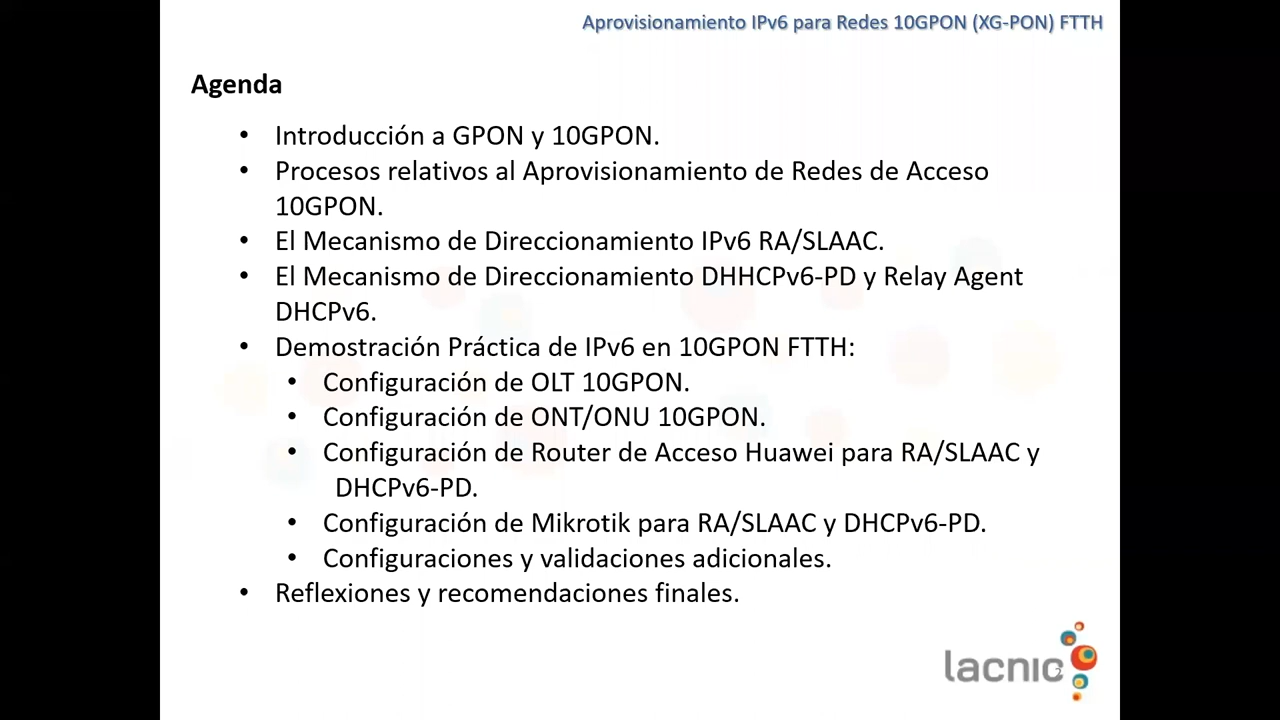 Aprovisionamiento IPv6 para Redes 10GPON (XG-PON) FTTH
Agenda
• Introducción a GPON y 10GPON.
• Procesos relativos al Aprovisionamiento de Redes de Acceso
10GPON.
• El Mecanismo de Direccionamiento IPv6 RA/SLAAC.
• El Mecanismo de Direccionamiento DHHCPv6-PD y Relay Agent
DHCPv6.
• Demostración Práctica de IPv6 en 10GPON FTTH:
• Configuración de OLT 10GPON.
• Configuración de ONT/ONU 10GPON.
• Configuración de Router de Acceso Huawei para RA/SLAAC y
DHCPv6-PD.
• Configuración de Mikrotik para RA/SLAAC y DHCPv6-PD.
• Configuraciones y validaciones adicionales.
• Reflexiones y recomendaciones finales.
lacnic